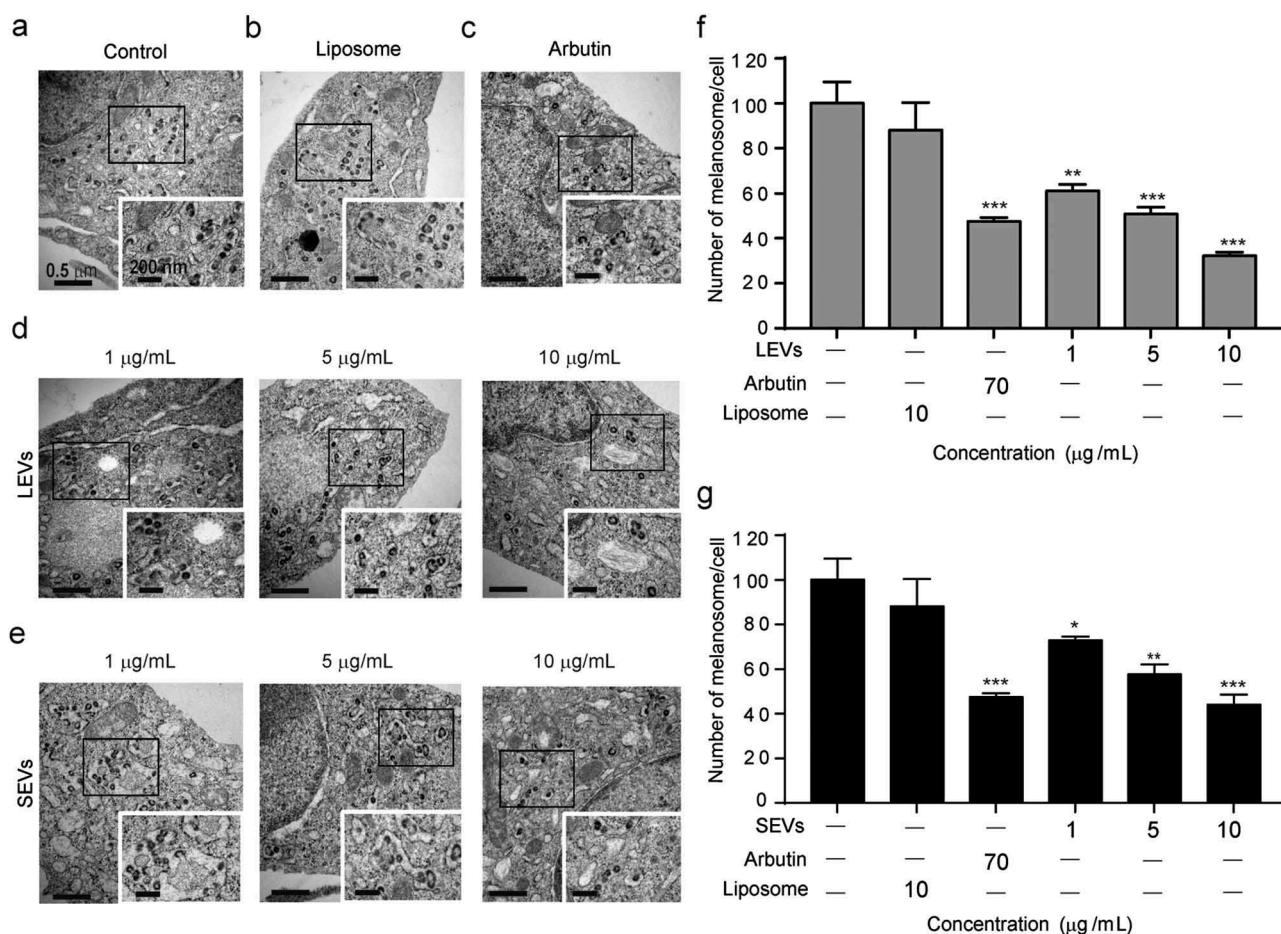 a
Control
0.5 μm
200 nm
b
Liposome
c
Arbutin
d
1 μg/mL
5 μg/mL
10 μg/mL
LEVs
e
1 μg/mL
5 μg/mL
10 μg/mL
SEVs
f
Number of melanosome/cell
120
100
80
60
40
20
0
***
**
***
***
LEVs — — — 1 5 10
Arbutin — — 70 — — —
Liposome — 10 — — — —
Concentration (μg /mL)
g
Number of melanosome/cell
120
100
80
60
40
20
0
***
*
**
***
SEVs — — — 1 5 10
Arbutin — — 70 — — —
Liposome — 10 — — — —
Concentration (μg /mL)